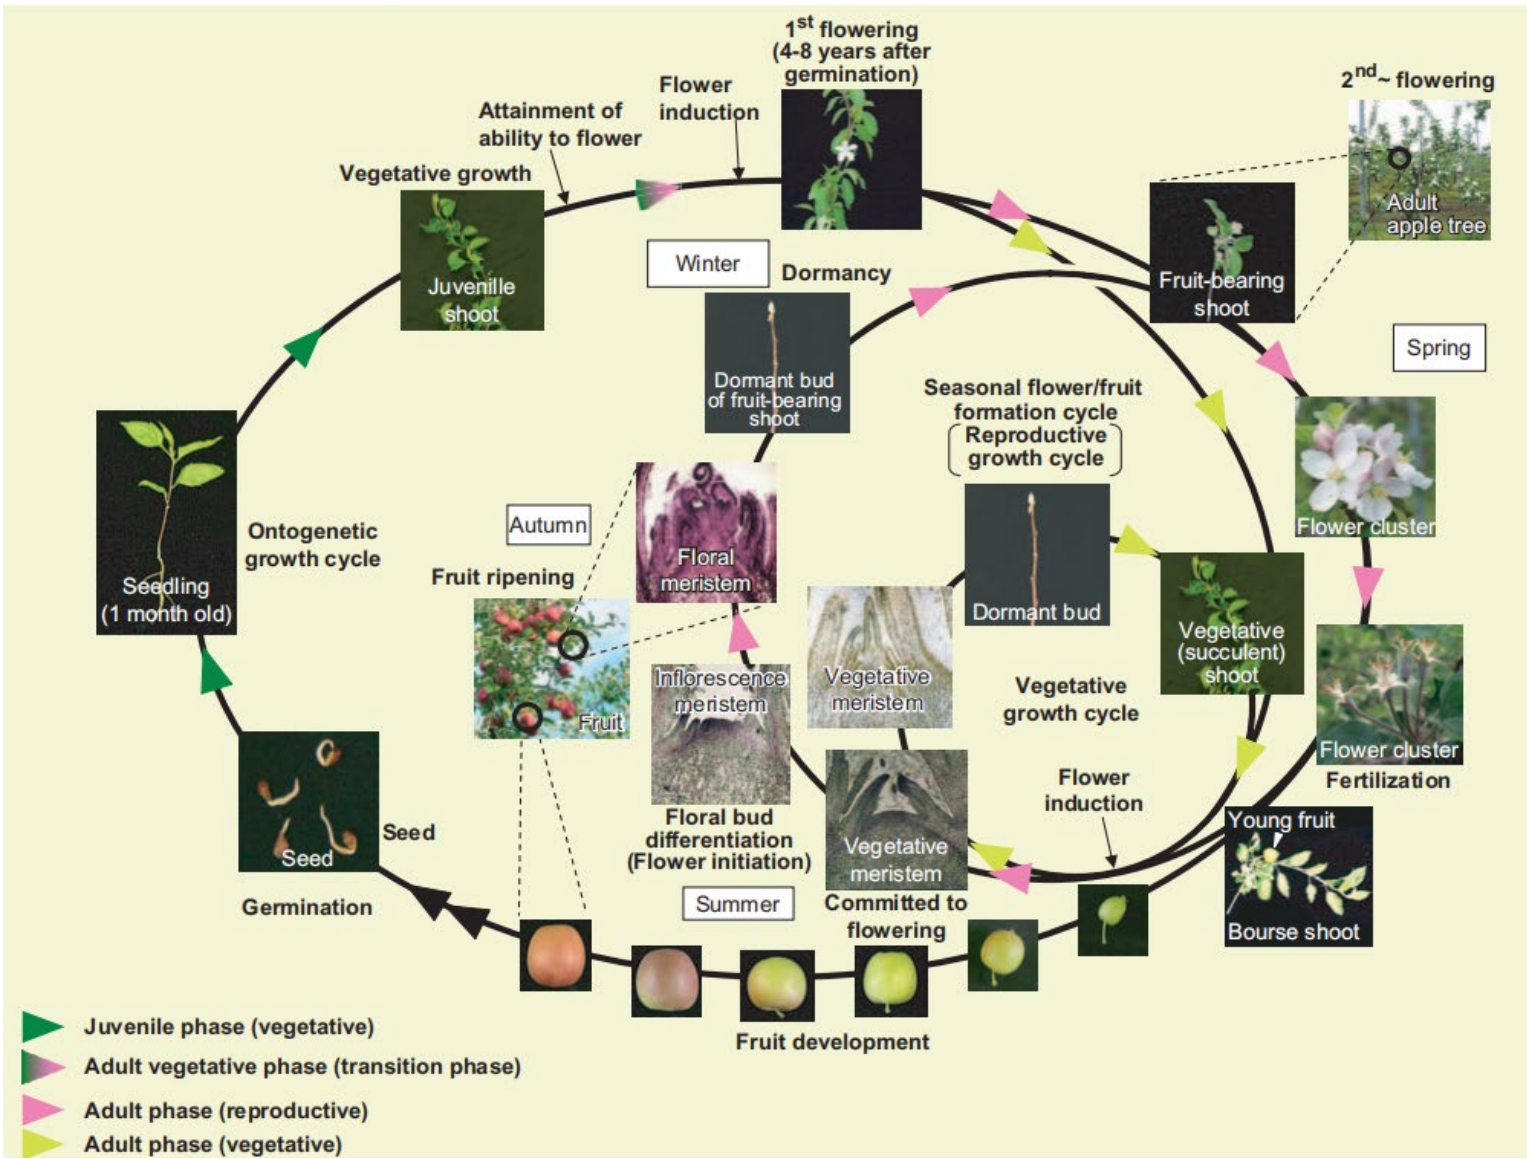 1st flowering
(4-8 years after
germination)
2nd~ flowering
Flower
induction
Attainment of
ability to flower
Vegetative growth
Juvenille
shoot
Adult
apple tree
Winter
Dormancy
Fruit-bearing
shoot
Spring
Dormant bud
of fruit-bearing
shoot
Seasonal flower/fruit
formation cycle
Reproductive
growth cycle
Flower cluster
Autumn
Floral
meristem
Ontogenetic
growth cycle
Fruit ripening
Seedling
(1 month old)
Dormant bud
Vegetative
(succulent)
shoot
Inflorescence
meristem
Vegetative
meristem
Vegetative
growth cycle
Fruit
Flower cluster
Fertilization
Flower
induction
Floral bud
differentiation
(Flower initiation)
Young fruit
Seed
Seed
Vegetative
meristem
Germination
Summer
Committed to
flowering
Bourse shoot
Fruit development
Juvenile phase (vegetative)
Adult vegetative phase (transition phase)
Adult phase (reproductive)
Adult phase (vegetative)